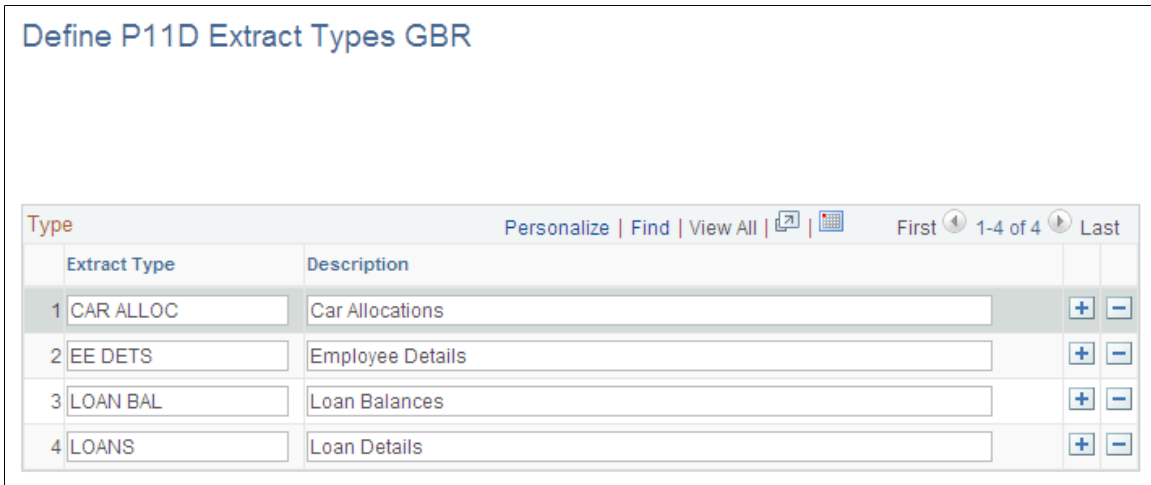 Define P11D Extract Types GBR
Type Personalize | Find | View All | | First 1-4 of 4 Last
Extract Type Description
1 CAR ALLOC Car Allocations
2 EE DETS Employee Details
3 LOAN BAL Loan Balances
4 LOANS Loan Details